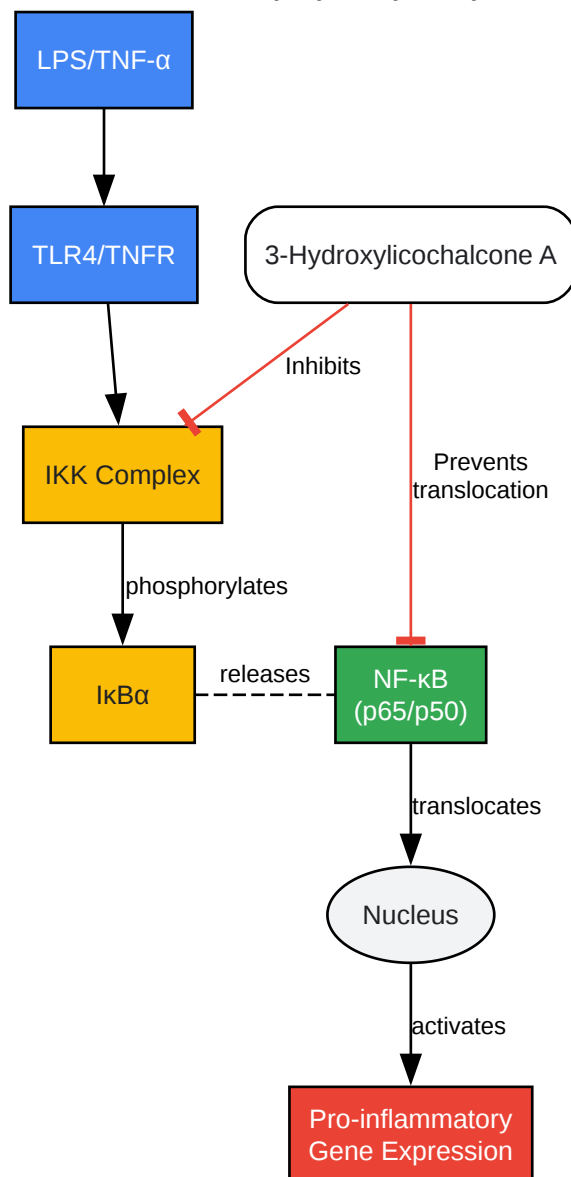 LPS/TNF-α
TLR4/TNFR
3-Hydroxylicochalcone A
Inhibits
IKK Complex
Prevents
translocation
phosphorylates
IκBα
releases
NF-κB
(p65/p50)
translocates
Nucleus
activates
Pro-inflammatory
Gene Expression